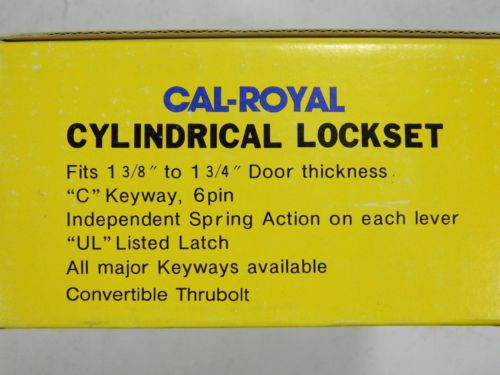 CAL-ROYAL
CYLINDRICAL LOCKSET
Fits 1 3/8" to 1 3/4" Door thickness.
"C" Keyway, 6pin
Independent Spring Action on each lever
"UL" Listed Latch
All major Keyways available
Convertible Thrubolt